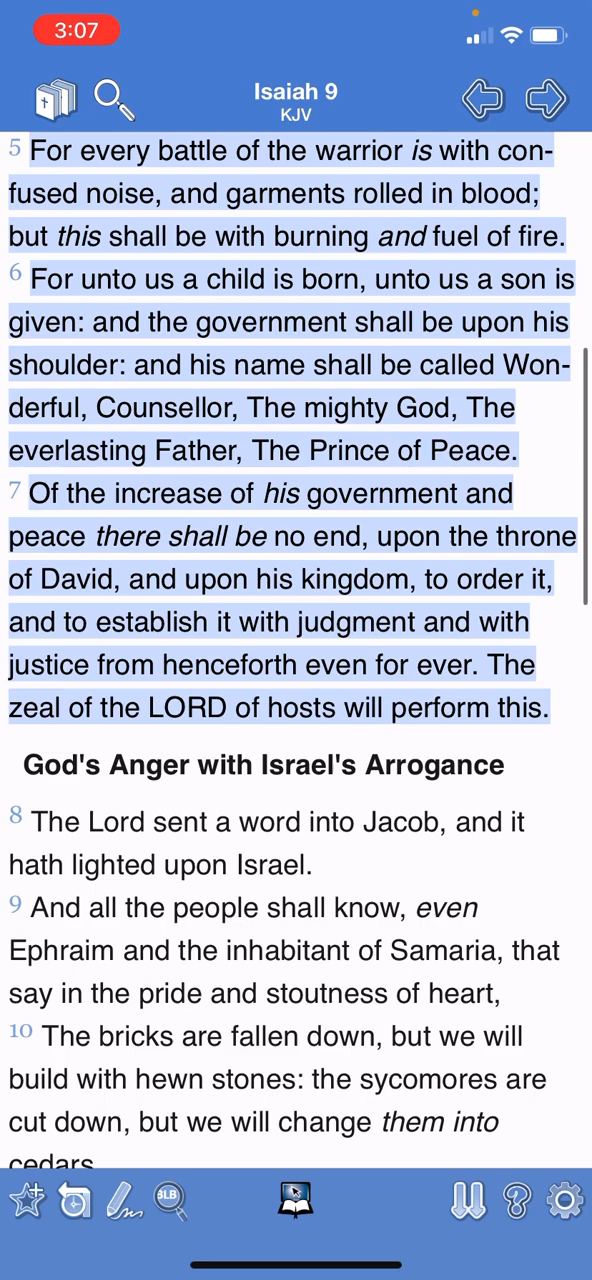 3:07
Isaiah 9
KJV
5 For every battle of the warrior is with con-
fused noise, and garments rolled in blood;
but this shall be with burning and fuel of fire.
6 For unto us a child is born, unto us a son is
given: and the government shall be upon his
shoulder: and his name shall be called Won-
derful, Counsellor, The mighty God, The
everlasting Father, The Prince of Peace.
7 Of the increase of his government and
peace there shall be no end, upon the throne
of David, and upon his kingdom, to order it,
and to establish it with judgment and with
justice from henceforth even for ever. The
zeal of the LORD of hosts will perform this.
God's Anger with Israel's Arrogance
8 The Lord sent a word into Jacob, and it
hath lighted upon Israel.
9 And all the people shall know, even
Ephraim and the inhabitant of Samaria, that
say in the pride and stoutness of heart,
10 The bricks are fallen down, but we will
build with hewn stones: the sycomores are
cut down, but we will change them into
cedars
BLB